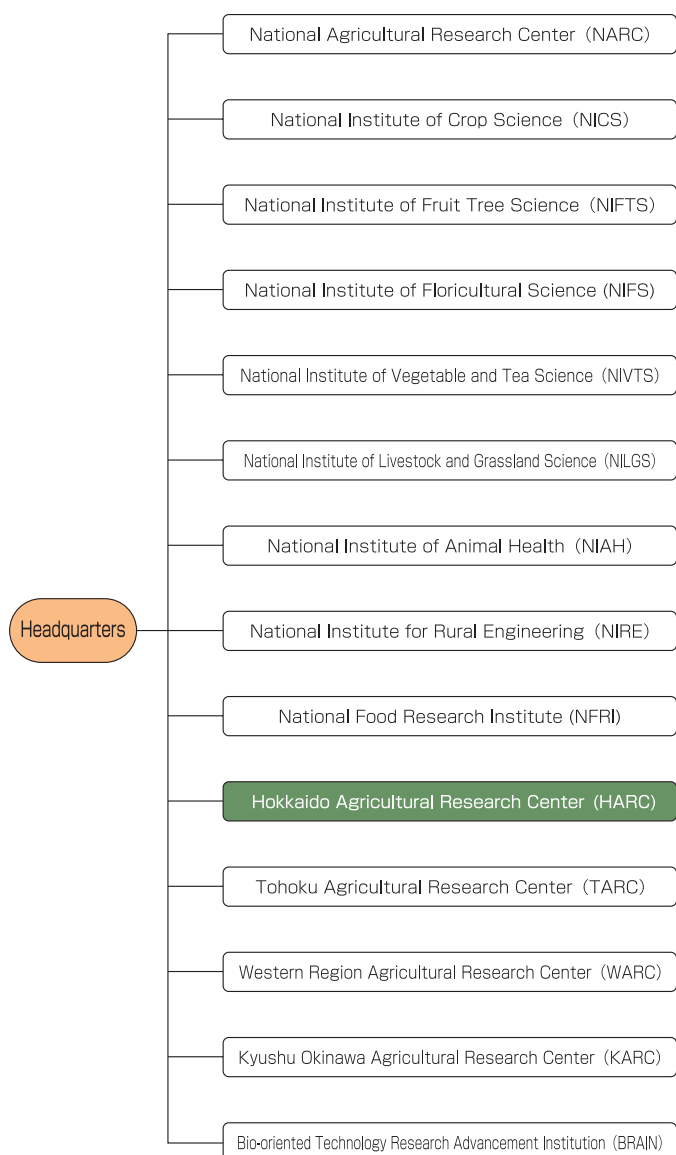 National Agricultural Research Center (NARC)
National Institute of Crop Science (NICS)
National Institute of Fruit Tree Science (NIFTS)
National Institute of Floricultural Science (NIFS)
National Institute of Vegetable and Tea Science (NIVTS)
National Institute of Livestock and Grassland Science (NILGS)
National Institute of Animal Health (NIAH)
Headquarters
National Institute for Rural Engineering (NIRE)
National Food Research Institute (NFRI)
Hokkaido Agricultural Research Center (HARC)
Tohoku Agricultural Research Center (TARC)
Western Region Agricultural Research Center (WARC)
Kyushu Okinawa Agricultural Research Center (KARC)
Bio-oriented Technology Research Advancement Institution (BRAIN)